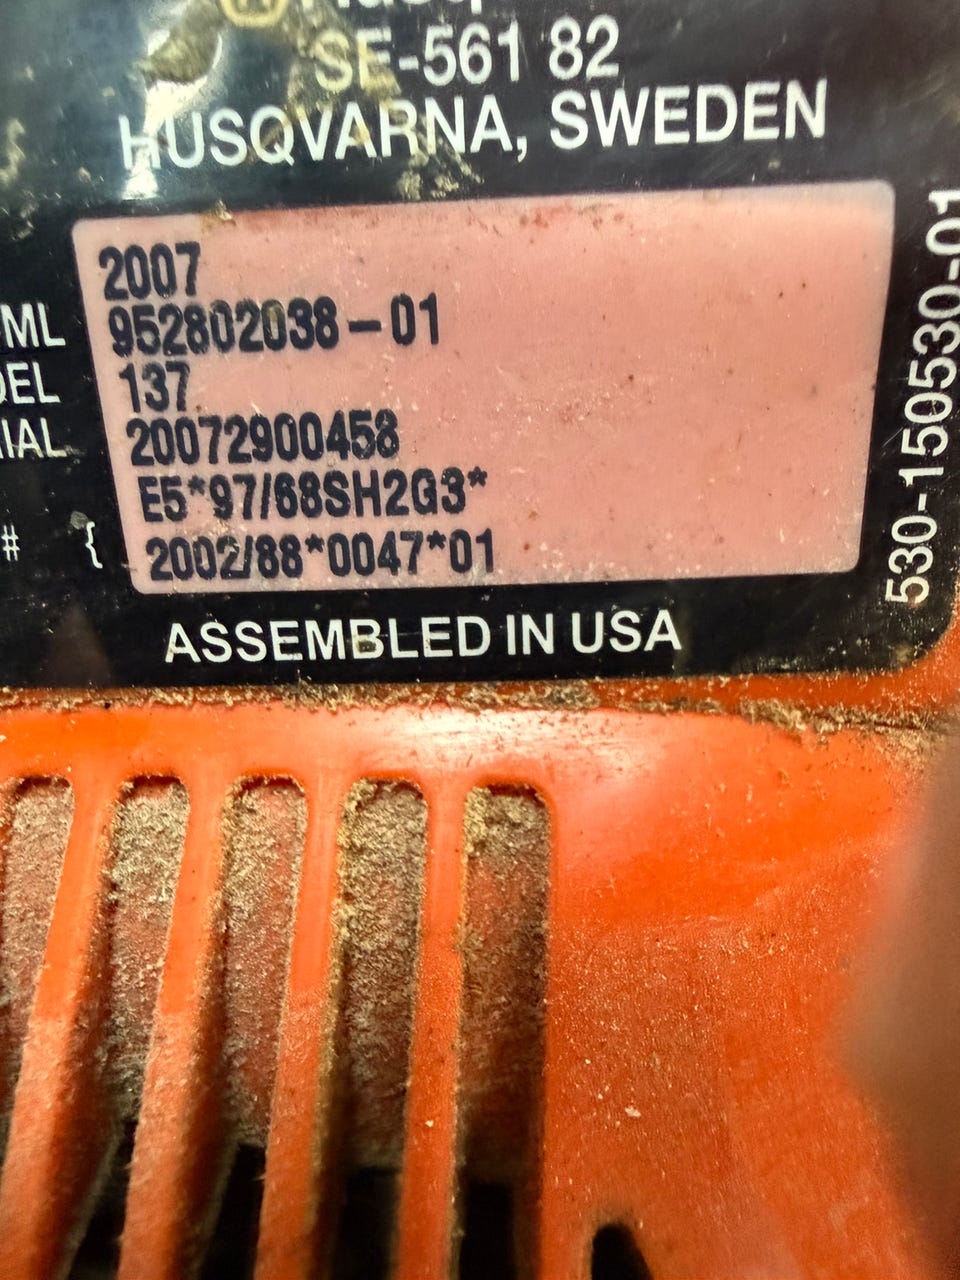 SE-561 82
HUSQVARNA, SWEDEN
2007
ML 952802038-01
DEL 137
IAL 20072900458
E5*97/68SH2G3*
# { 2002/88*0047*01
ASSEMBLED IN USA
530-150530-01